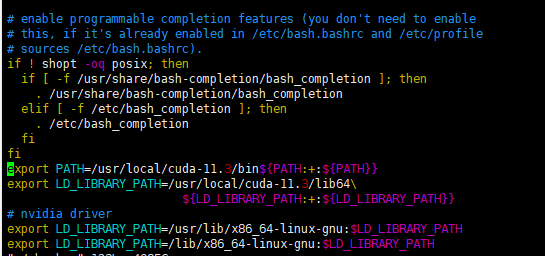 # enable programmable completion features (you don't need to enable
# this, if it's already enabled in /etc/bash.bashrc and /etc/profile
# sources /etc/bash.bashrc).
if ! shopt -oq posix; then
  if [ -f /usr/share/bash-completion/bash_completion ]; then
    . /usr/share/bash-completion/bash_completion
  elif [ -f /etc/bash_completion ]; then
    . /etc/bash_completion
  fi
fi
export PATH=/usr/local/cuda-11.3/bin${PATH:+:${PATH}}
export LD_LIBRARY_PATH=/usr/local/cuda-11.3/lib64\
                        ${LD_LIBRARY_PATH:+:${LD_LIBRARY_PATH}}
# nvidia driver
export LD_LIBRARY_PATH=/usr/lib/x86_64-linux-gnu:$LD_LIBRARY_PATH
export LD_LIBRARY_PATH=/lib/x86_64-linux-gnu:$LD_LIBRARY_PATH